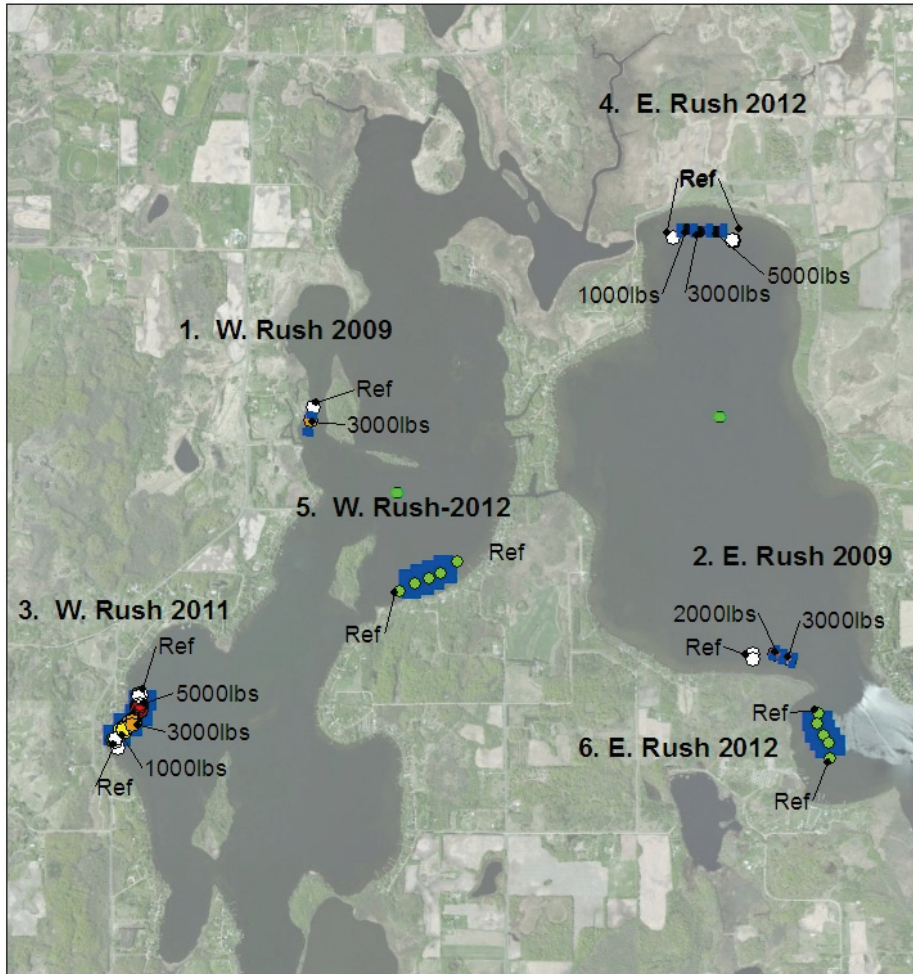 4. E. Rush 2012
Ref
1000lbs
3000lbs
5000lbs
1. W. Rush 2009
Ref
3000lbs
5. W. Rush-2012
Ref
Ref
2. E. Rush 2009
2000lbs
3000lbs
Ref
3. W. Rush 2011
Ref
5000lbs
3000lbs
1000lbs
Ref
6. E. Rush 2012
Ref
Ref